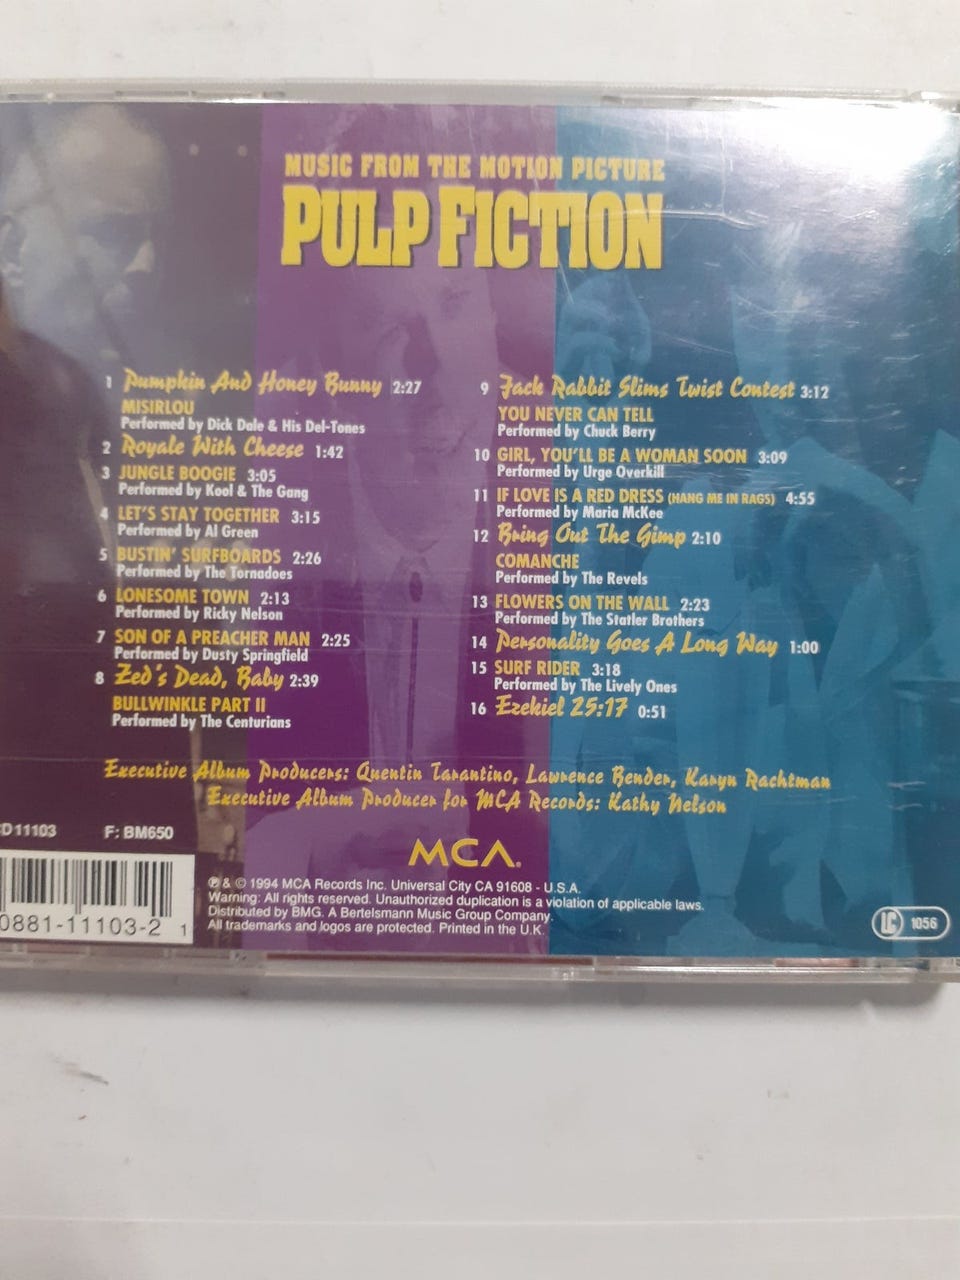 MUSIC FROM THE MOTION PICTURE
PULP FICTION
1 Pumpkin And Honey Bunny 2:27
MISIRLOU
Performed by Dick Dale & His Del-Tones
2 Royale With Cheese 1:42
3 JUNGLE BOOGIE 3:05
Performed by Kool & The Gang
4 LET'S STAY TOGETHER 3:15
Performed by Al Green
5 BUSTIN' SURFBOARDS 2:26
Performed by The Tornadoes
6 LONESOME TOWN 2:13
Performed by Ricky Nelson
7 SON OF A PREACHER MAN 2:25
Performed by Dusty Springfield
8 Zed's Dead, Baby 2:39
BULLWINKLE PART II
Performed by The Centurians
9 Jack Rabbit Slims Twist Contest 3:12
YOU NEVER CAN TELL
Performed by Chuck Berry
10 GIRL, YOU'LL BE A WOMAN SOON 3:09
Performed by Urge Overkill
11 IF LOVE IS A RED DRESS (HANG ME IN RAGS) 4:55
Performed by Maria McKee
12 Bring Out The Gimp 2:10
COMANCHE
Performed by The Revels
13 FLOWERS ON THE WALL 2:23
Performed by The Statler Brothers
14 Personality Goes A Long Way 1:00
15 SURF RIDER 3:18
Performed by The Lively Ones
16 Ezekiel 25:17 0:51
Executive Album Producers: Quentin Tarantino, Lawrence Bender, Karyn Rachtman
Executive Album Producer for MCA Records: Kathy Nelson
CD11103 F: BM650
MCA®
0881-11103-2 1
℗ & © 1994 MCA Records Inc. Universal City CA 91608 - U.S.A.
Warning: All rights reserved. Unauthorized duplication is a violation of applicable laws.
Distributed by BMG. A Bertelsmann Music Group Company.
All trademarks and logos are protected. Printed in the U.K.
LC 1056